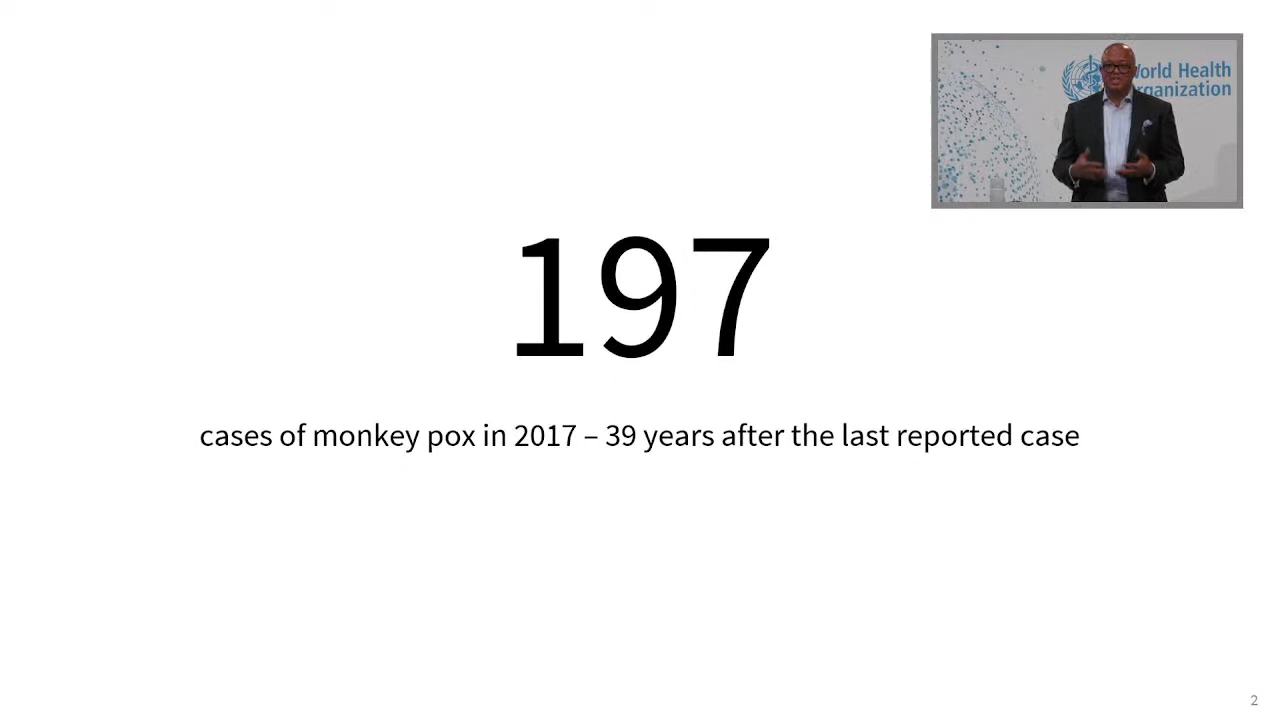 World Health
Organization
197
cases of monkey pox in 2017 – 39 years after the last reported case
2